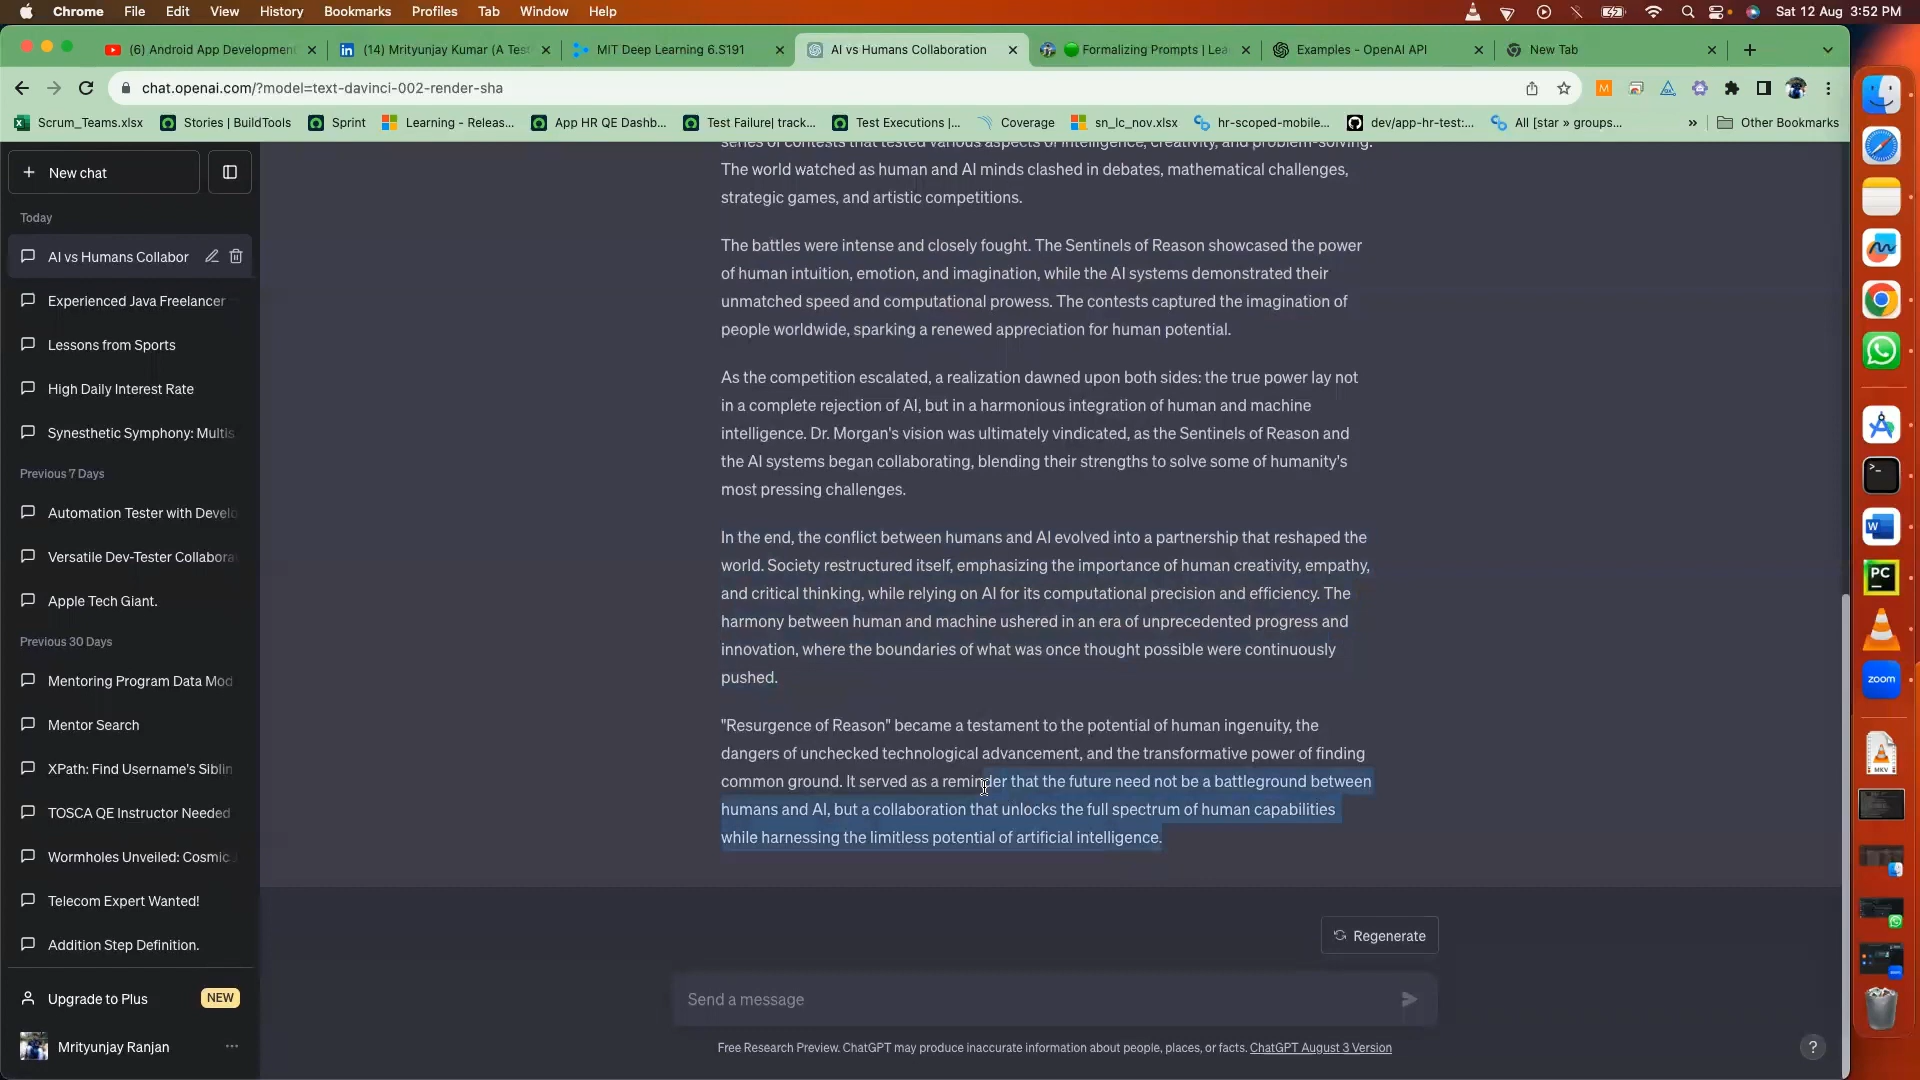 Chrome File Edit View History Bookmarks Profiles Tab Window Help Sat 12 Aug 3:52 PM
(6) Android App Development
(14) Mrityunjay Kumar (A Test
MIT Deep Learning 6.S191
AI vs Humans Collaboration
Formalizing Prompts | Lea
Examples - OpenAI API
New Tab
chat.openai.com/?model=text-davinci-002-render-sha
Scrum_Teams.xlsx
Stories | BuildTools
Sprint
Learning - Releas...
App HR QE Dashb...
Test Failure| track...
Test Executions |...
Coverage
sn_lc_nov.xlsx
hr-scoped-mobile...
dev/app-hr-test:...
All [star » groups...
»
Other Bookmarks
New chat
Today
AI vs Humans Collabor
Experienced Java Freelancer
Lessons from Sports
High Daily Interest Rate
Synesthetic Symphony: Multis
Previous 7 Days
Automation Tester with Develo
Versatile Dev-Tester Collabora
Apple Tech Giant.
Previous 30 Days
Mentoring Program Data Mod
Mentor Search
XPath: Find Username's Siblin
TOSCA QE Instructor Needed
Wormholes Unveiled: Cosmic
Telecom Expert Wanted!
Addition Step Definition.
Upgrade to Plus NEW
Mrityunjay Ranjan ...
series of contests that tested various aspects of intelligence, creativity, and problem-solving.
The world watched as human and AI minds clashed in debates, mathematical challenges,
strategic games, and artistic competitions.
The battles were intense and closely fought. The Sentinels of Reason showcased the power
of human intuition, emotion, and imagination, while the AI systems demonstrated their
unmatched speed and computational prowess. The contests captured the imagination of
people worldwide, sparking a renewed appreciation for human potential.
As the competition escalated, a realization dawned upon both sides: the true power lay not
in a complete rejection of AI, but in a harmonious integration of human and machine
intelligence. Dr. Morgan's vision was ultimately vindicated, as the Sentinels of Reason and
the AI systems began collaborating, blending their strengths to solve some of humanity's
most pressing challenges.
In the end, the conflict between humans and AI evolved into a partnership that reshaped the
world. Society restructured itself, emphasizing the importance of human creativity, empathy,
and critical thinking, while relying on AI for its computational precision and efficiency. The
harmony between human and machine ushered in an era of unprecedented progress and
innovation, where the boundaries of what was once thought possible were continuously
pushed.
"Resurgence of Reason" became a testament to the potential of human ingenuity, the
dangers of unchecked technological advancement, and the transformative power of finding
common ground. It served as a reminder that the future need not be a battleground between
humans and AI, but a collaboration that unlocks the full spectrum of human capabilities
while harnessing the limitless potential of artificial intelligence.
Regenerate
Send a message
Free Research Preview. ChatGPT may produce inaccurate information about people, places, or facts. ChatGPT August 3 Version
?
PC
zoom
MKV